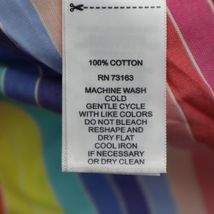 100% COTTON
RN 73163
MACHINE WASH
COLD
GENTLE CYCLE
WITH LIKE COLORS
DO NOT BLEACH
RESHAPE AND
DRY FLAT
COOL IRON
IF NECESSARY
OR DRY CLEAN